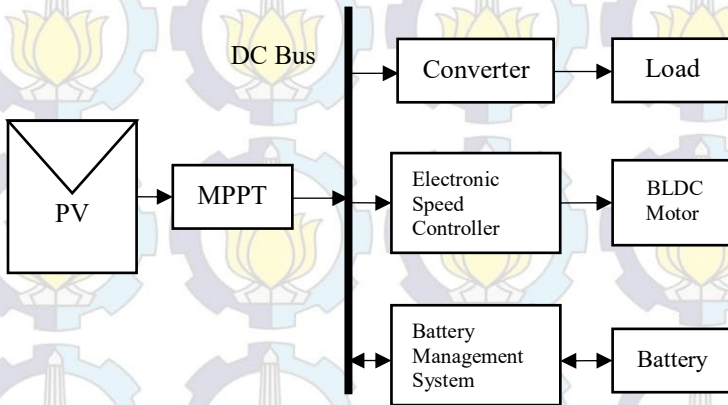 DC Bus
Converter
Load
PV
MPPT
Electronic
Speed
Controller
BLDC
Motor
Battery
Management
System
Battery